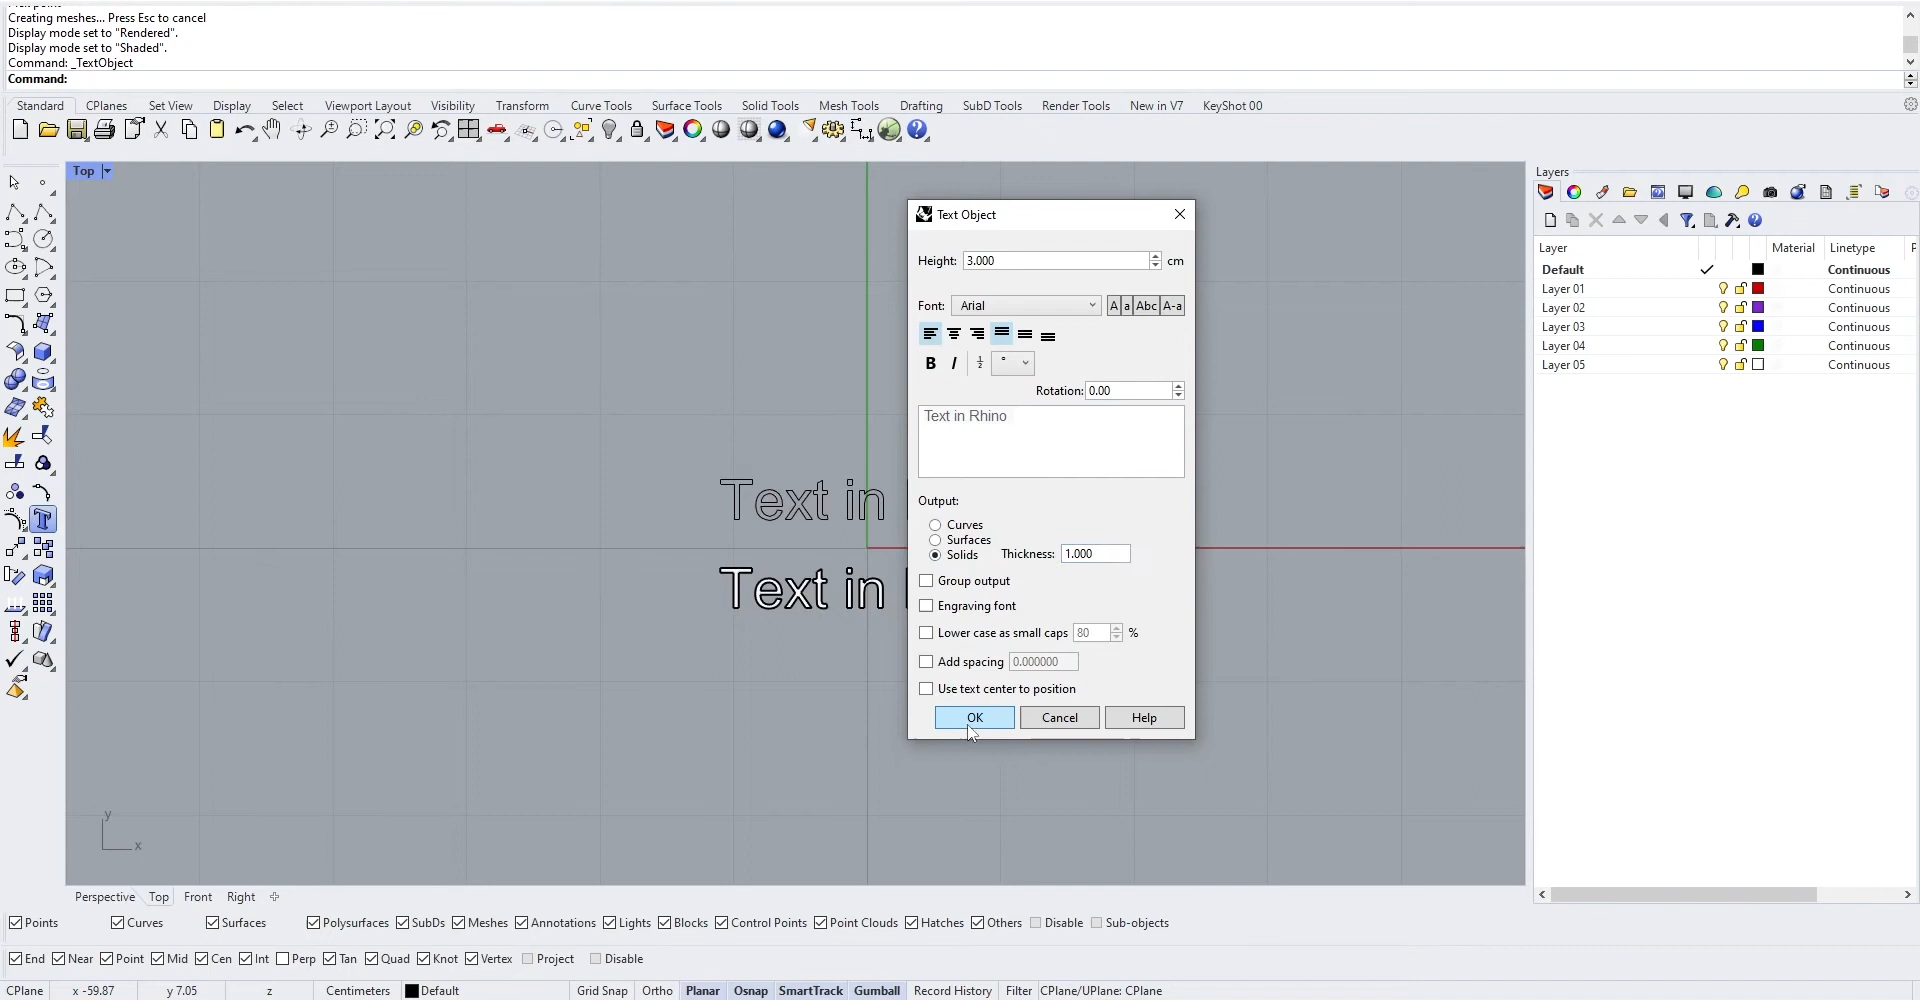 Creating meshes... Press Esc to cancel
Display mode set to "Rendered".
Display mode set to "Shaded".
Command: _TextObject
Command:
Standard CPlanes Set View Display Select Viewport Layout Visibility Transform Curve Tools Surface Tools Solid Tools Mesh Tools Drafting SubD Tools Render Tools New in V7 KeyShot 00
Top
Text in
Text in
y
x
Text Object
Height: 3.000 cm
Font: Arial A a Abc A-a
B I ½ °
Rotation: 0.00
Text in Rhino
Output:
Curves
Surfaces
Solids Thickness: 1.000
Group output
Engraving font
Lower case as small caps 80 %
Add spacing 0.000000
Use text center to position
OK Cancel Help
Layers
Layer Material Linetype P
Default Continuous
Layer 01 Continuous
Layer 02 Continuous
Layer 03 Continuous
Layer 04 Continuous
Layer 05 Continuous
Perspective Top Front Right
Points Curves Surfaces Polysurfaces SubDs Meshes Annotations Lights Blocks Control Points Point Clouds Hatches Others Disable Sub-objects
End Near Point Mid Cen Int Perp Tan Quad Knot Vertex Project Disable
CPlane x -59.87 y 7.05 z Centimeters Default Grid Snap Ortho Planar Osnap SmartTrack Gumball Record History Filter CPlane/UPlane: CPlane